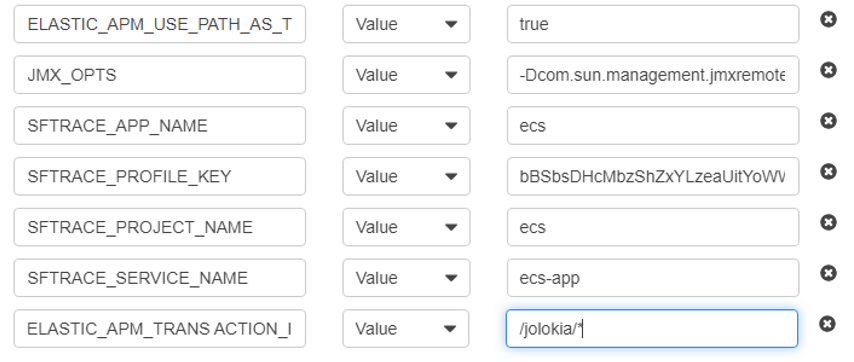 ELASTIC_APM_USE_PATH_AS_T Value true
JMX_OPTS Value -Dcom.sun.management.jmxremote
SFTRACE_APP_NAME Value ecs
SFTRACE_PROFILE_KEY Value bBSbsDHcMbzShZxYLzeaUitYoWW
SFTRACE_PROJECT_NAME Value ecs
SFTRACE_SERVICE_NAME Value ecs-app
ELASTIC_APM_TRANS ACTION_I Value /jolokia/*